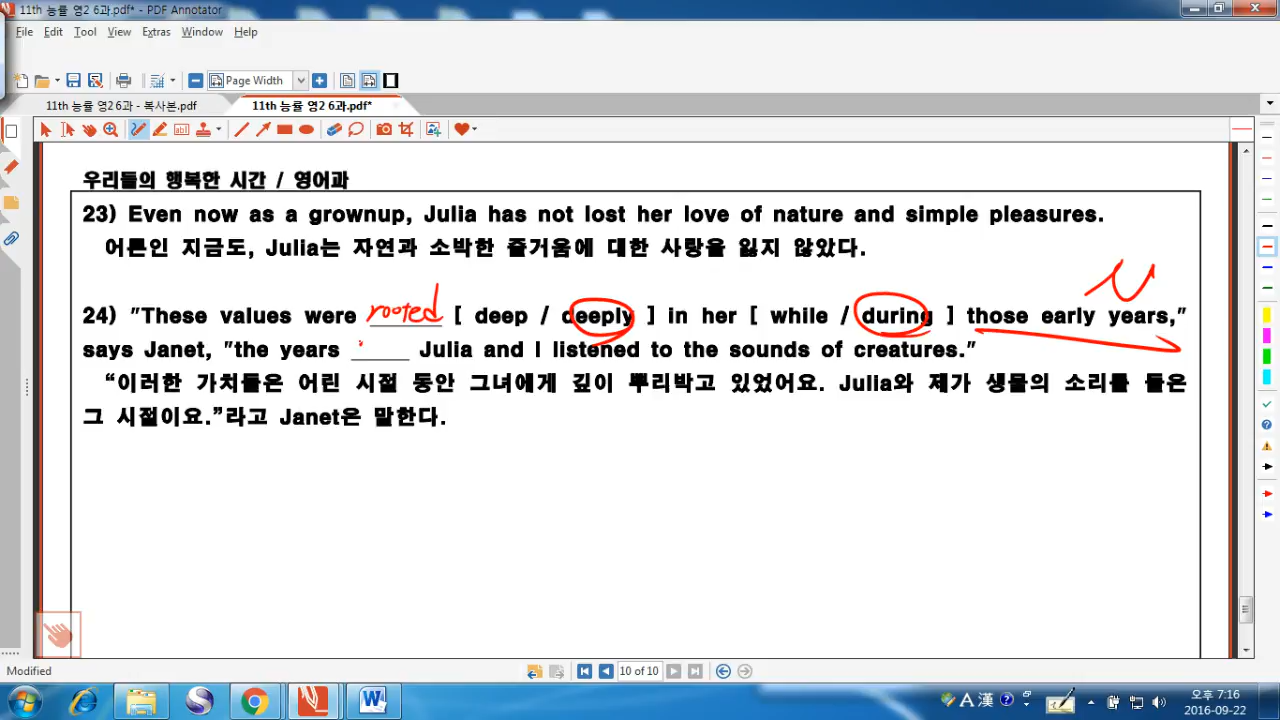 11th 능률 영2 6과.pdf* - PDF Annotator
File Edit Tool View Extras Window Help
Page Width
11th 능률 영2 6과 - 복사본.pdf 11th 능률 영2 6과.pdf*
우리들의 행복한 시간 / 영어과
23) Even now as a grownup, Julia has not lost her love of nature and simple pleasures.
어른인 지금도, Julia는 자연과 소박한 즐거움에 대한 사랑을 잃지 않았다.
N
24) "These values were rooted [ deep / deeply ] in her [ while / during ] those early years,"
says Janet, "the years ____ Julia and I listened to the sounds of creatures."
“이러한 가치들은 어린 시절 동안 그녀에게 깊이 뿌리박고 있었어요. Julia와 제가 생물의 소리를 들은
그 시절이요.”라고 Janet은 말한다.
Modified
10 of 10
A 漢
오후 7:16
2016-09-22